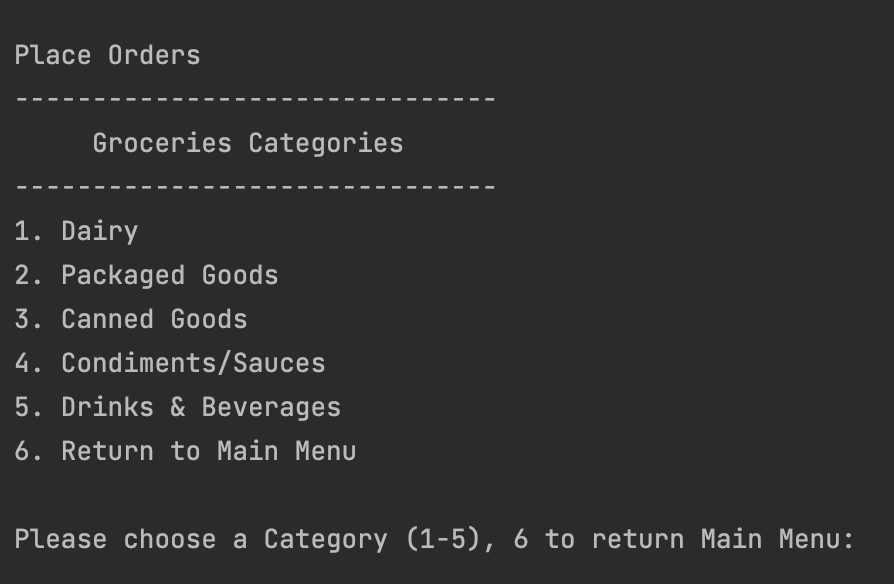 Place Orders
-------------------------------
Groceries Categories
-------------------------------
1. Dairy
2. Packaged Goods
3. Canned Goods
4. Condiments/Sauces
5. Drinks & Beverages
6. Return to Main Menu
Please choose a Category (1-5), 6 to return Main Menu: